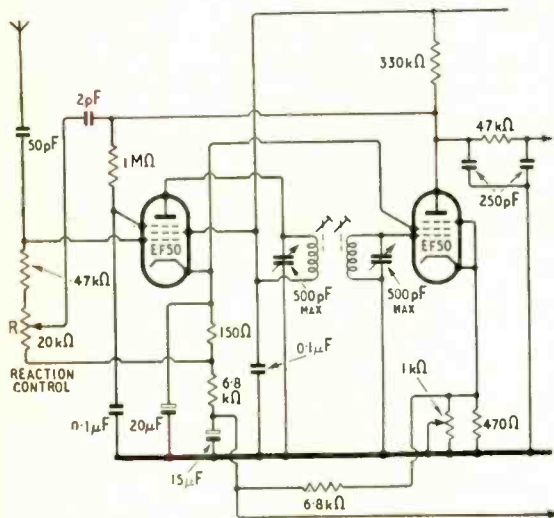 330kΩ
2pF
47kΩ
50pF
1MΩ
250pF
EF50
EF50
47kΩ
500pF
MAX
500pF
MAX
R
20kΩ
150Ω
REACTION
CONTROL
0.1µF
6.8
kΩ
1kΩ
0.1µF
20µF
470Ω
15µF
6.8kΩ